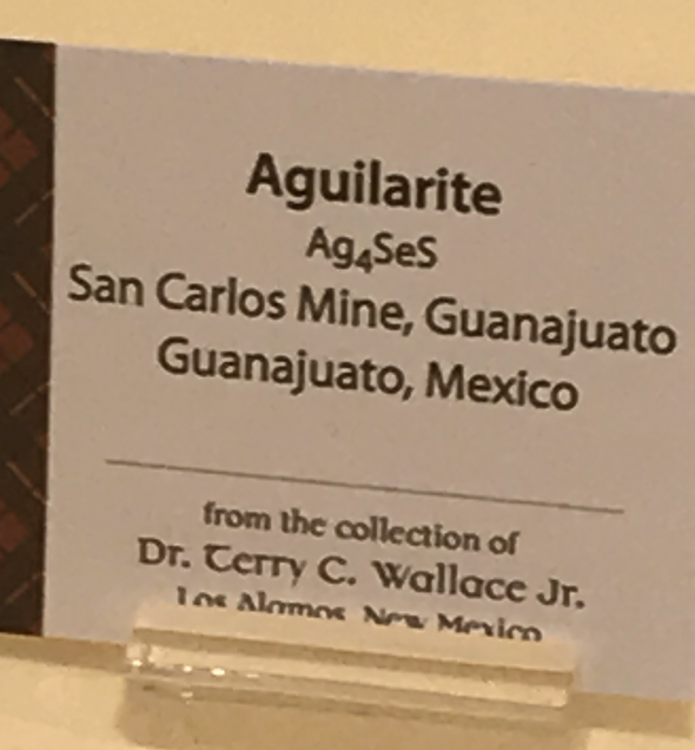 Aguilarite
Ag₄SeS
San Carlos Mine, Guanajuato
Guanajuato, Mexico
from the collection of
Dr. Terry C. Wallace Jr.
Los Alamos, New Mexico